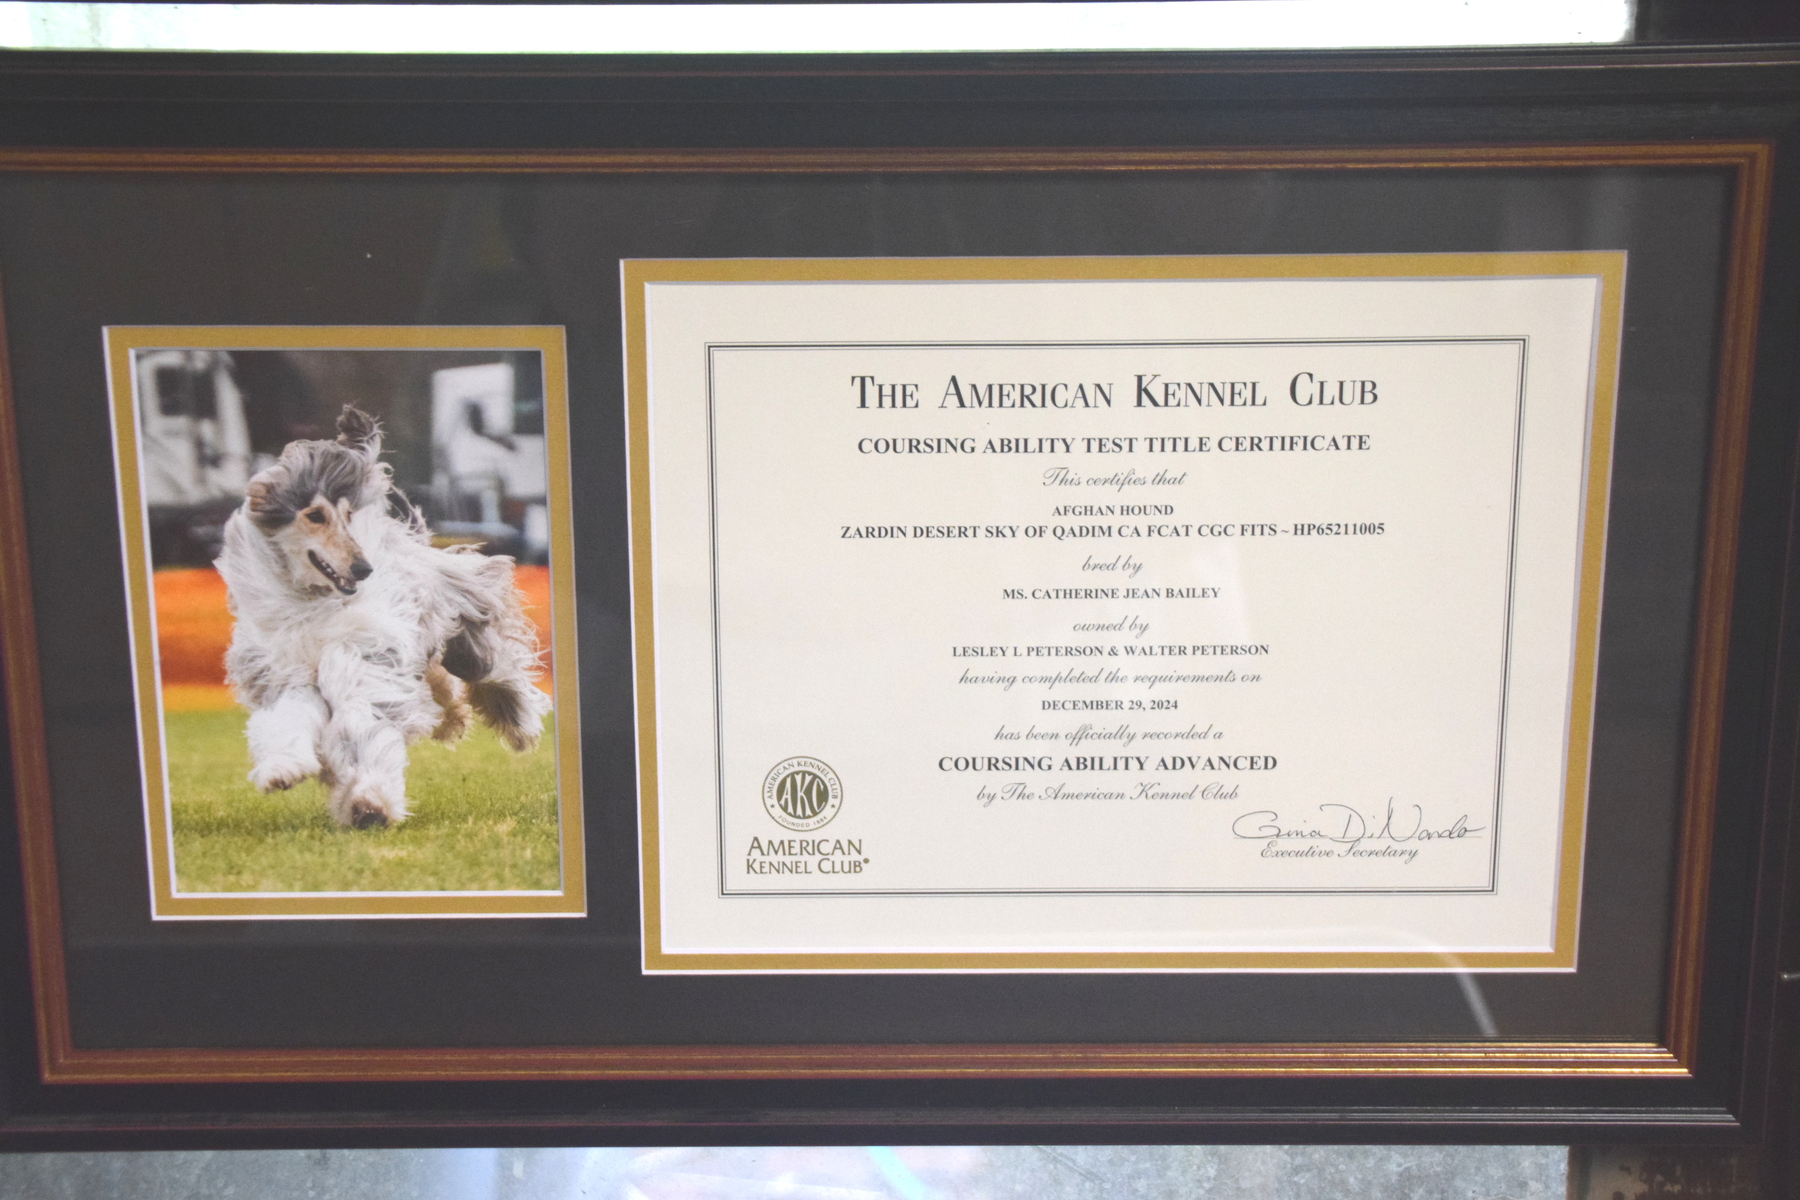 THE AMERICAN KENNEL CLUB
COURSING ABILITY TEST TITLE CERTIFICATE
This certifies that
AFGHAN HOUND
ZARDIN DESERT SKY OF QADIM CA FCAT CGC FITS ~ HP65211005
bred by
MS. CATHERINE JEAN BAILEY
owned by
LESLEY L PETERSON & WALTER PETERSON
having completed the requirements on
DECEMBER 29, 2024
has been officially recorded a
COURSING ABILITY ADVANCED
by The American Kennel Club
AMERICAN KENNEL CLUB
AKC
FOUNDED 1884
AMERICAN
KENNEL CLUB®
Gina DiNardo
Executive Secretary